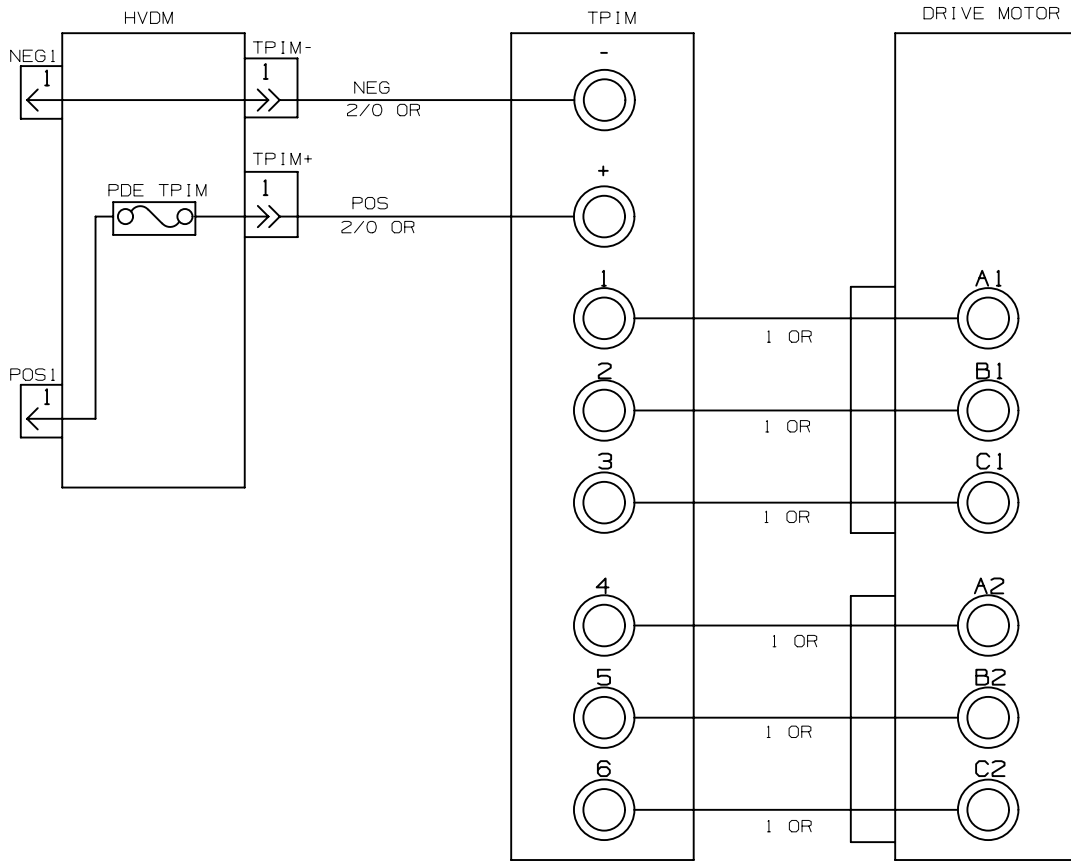 HVDM
TPIM
DRIVE MOTOR
NEG1
1
TPIM-
1
NEG
2/0 OR
-
TPIM+
1
PDE TPIM
POS
2/0 OR
+
POS1
1
1
1 OR
A1
2
1 OR
B1
3
1 OR
C1
4
1 OR
A2
5
1 OR
B2
6
1 OR
C2